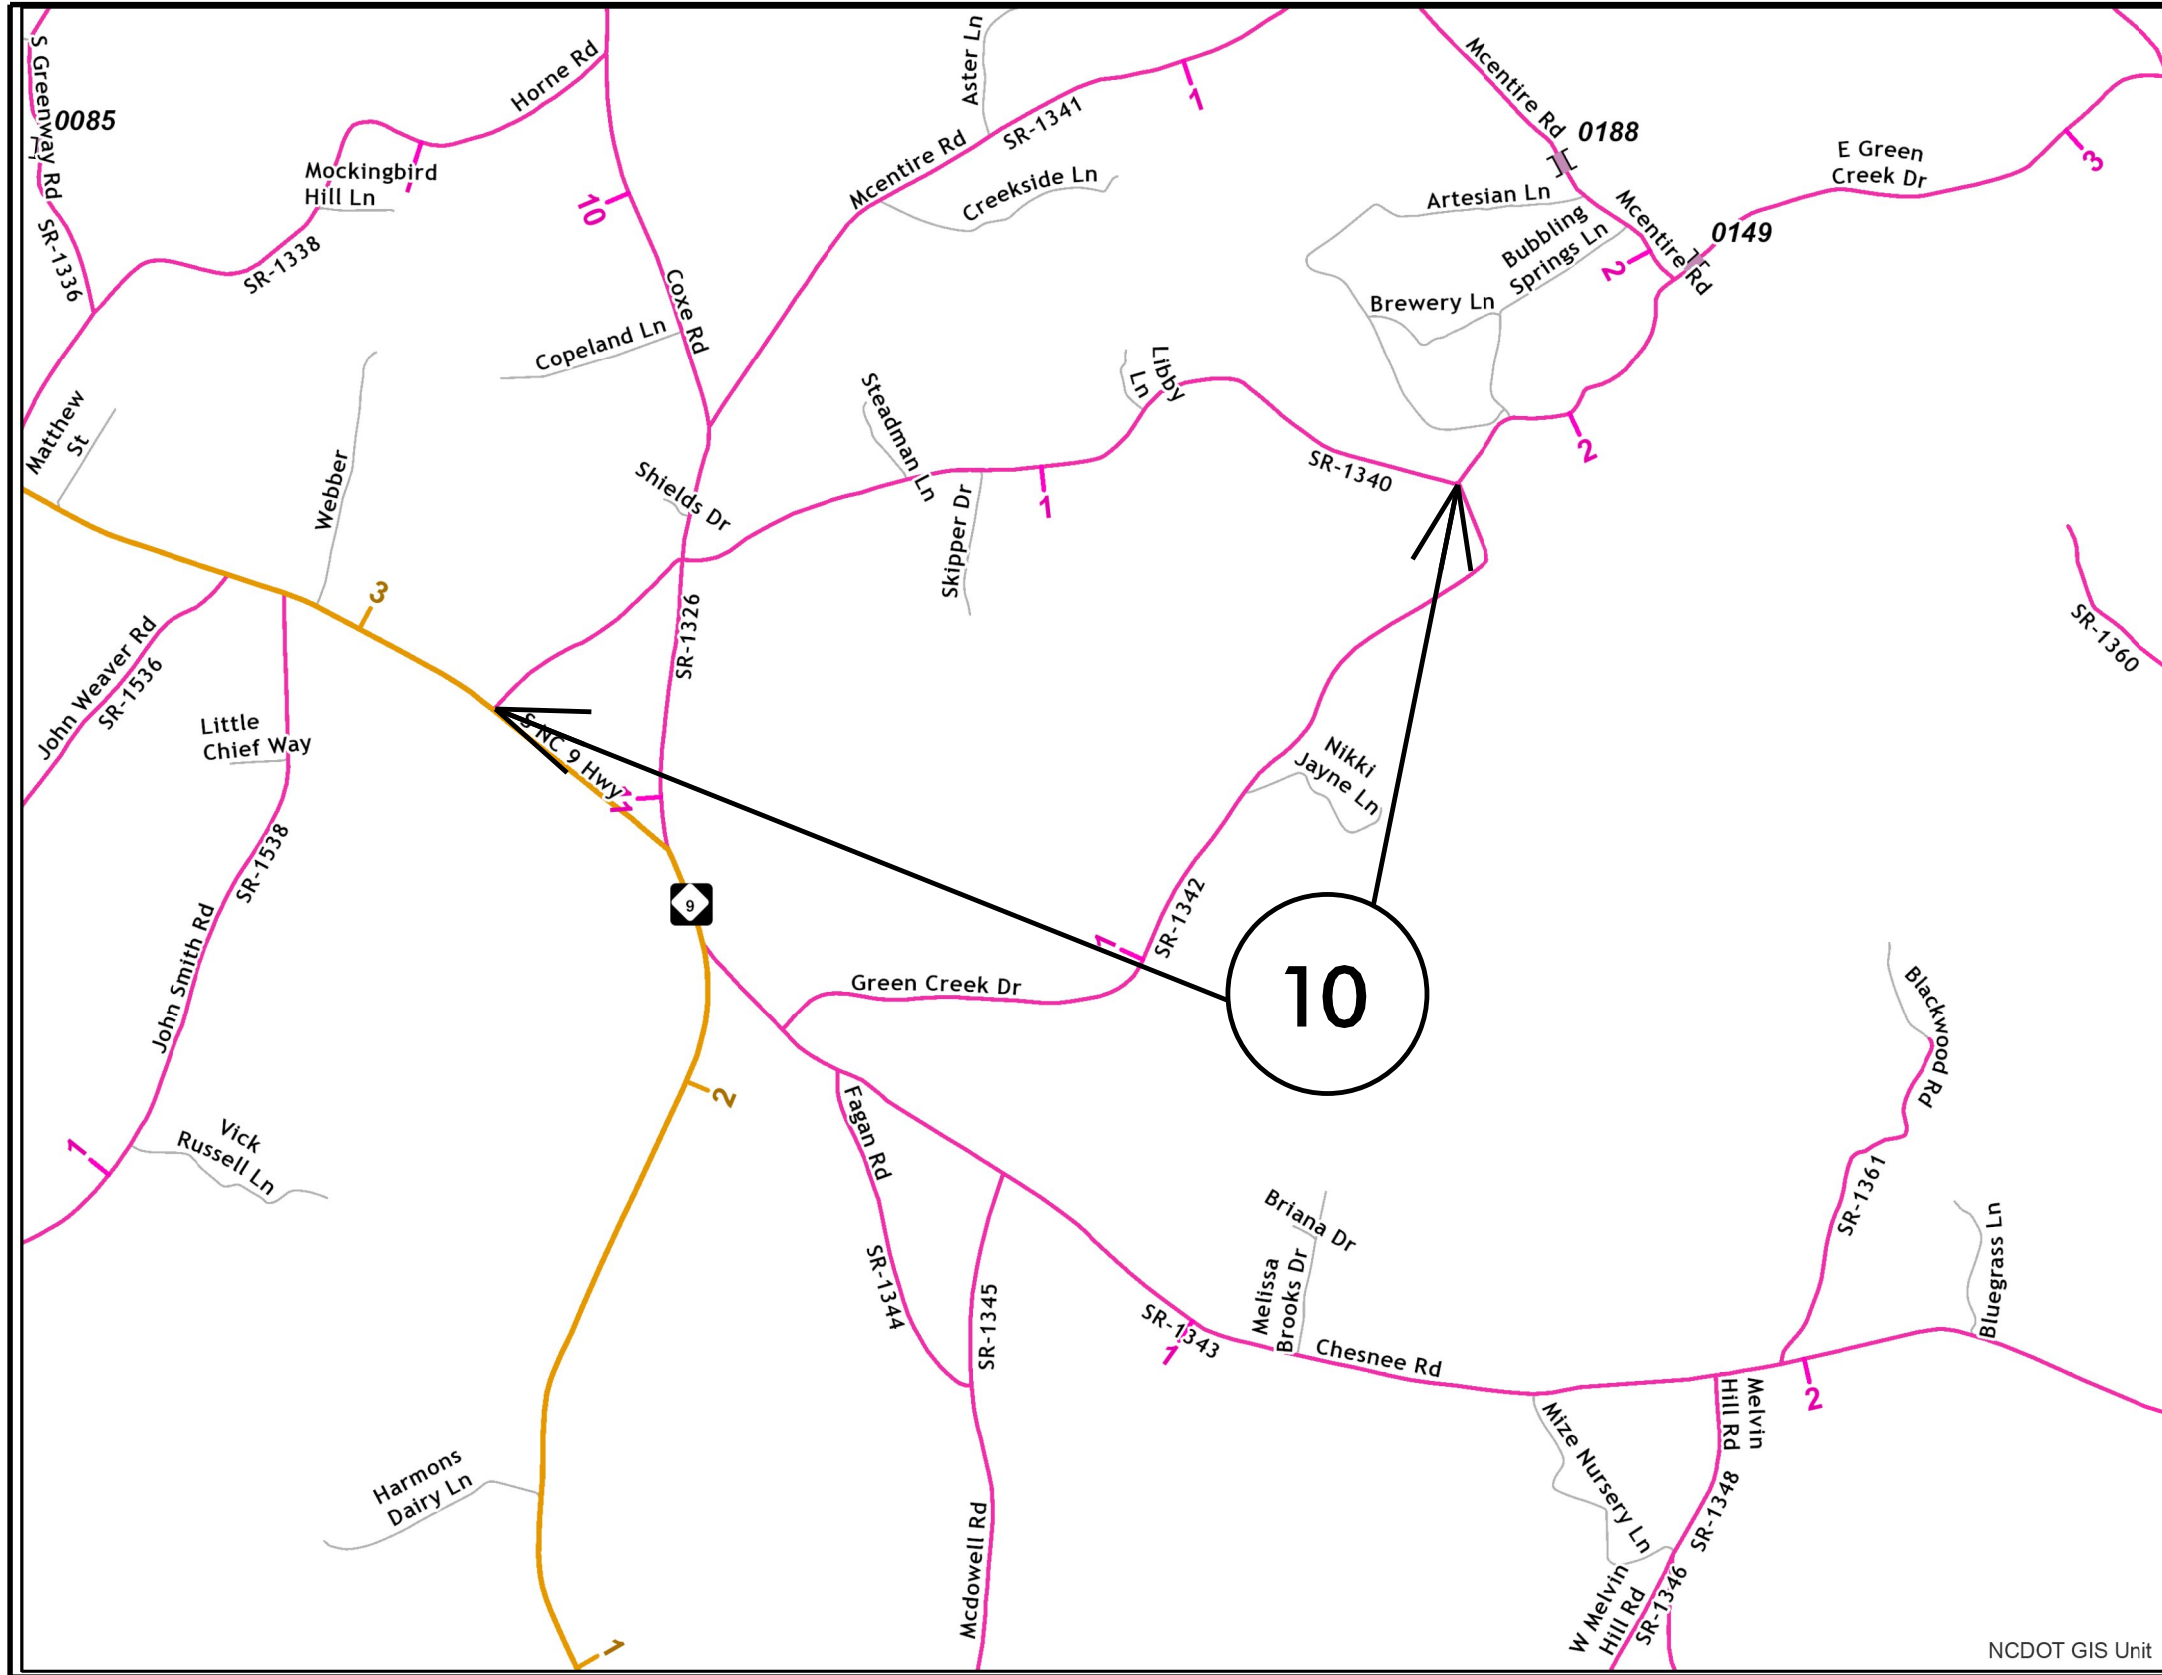 S Greenway Rd
0085
SR-1336
Horne Rd
Mockingbird
Hill Ln
1
SR-1338
10
Coxe Rd
Copeland Ln
Aster Ln
Mcentire Rd
SR-1341
1
Creekside Ln
Mcentire Rd
0188
Artesian Ln
Bubbling
Springs Ln
Mcentire Rd
2
0149
E Green
Creek Dr
3
Brewery Ln
Matthew
St
Webber
Shields Dr
Steadman Ln
Skipper Dr
1
Libby
Ln
SR-1340
2
3
John Weaver Rd
SR-1536
Little
Chief Way
SR-1326
S NC 9 Hwy
11
9
SR-1360
Nikki
Jayne Ln
SR-1342
1
Green Creek Dr
10
SR-1538
John Smith Rd
1
Vick
Russell Ln
2
Fagan Rd
SR-1344
SR-1345
Mcdowell Rd
SR-1343
1
Briana Dr
Melissa
Brooks Dr
Chesnee Rd
Blackwood Rd
SR-1361
Bluegrass Ln
2
Melvin
Hill Rd
Mize Nursery Ln
SR-1348
W Melvin
Hill Rd
SR-1346
Harmons
Dairy Ln
1
NCDOT GIS Unit